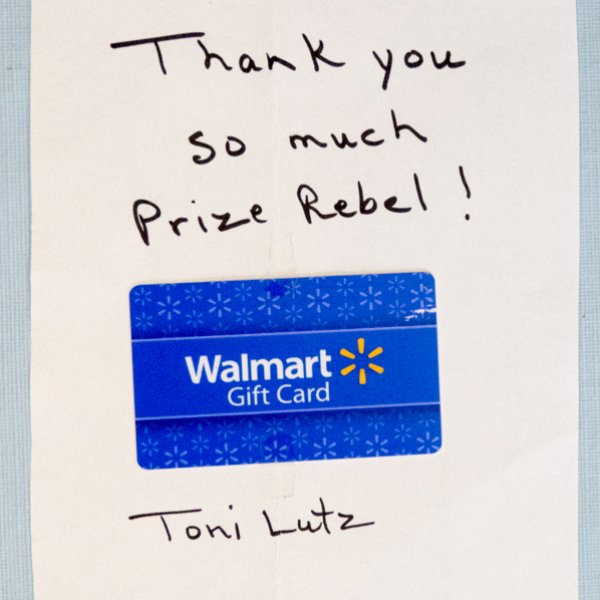 Thank you
so much
Prize Rebel!
Walmart
Gift Card
Toni Lutz